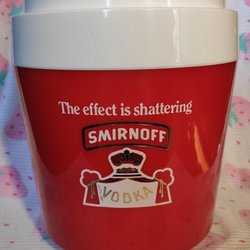 The effect is shattering
SMIRNOFF
VODKA